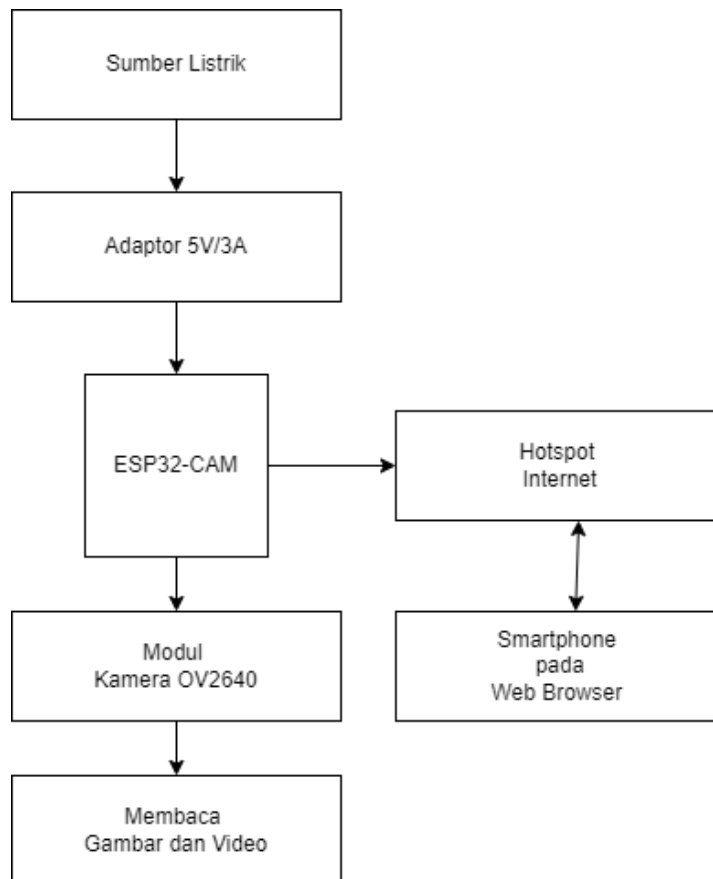 Sumber Listrik
Adaptor 5V/3A
ESP32-CAM
Hotspot
Internet
Modul
Kamera OV2640
Smartphone
pada
Web Browser
Membaca
Gambar dan Video